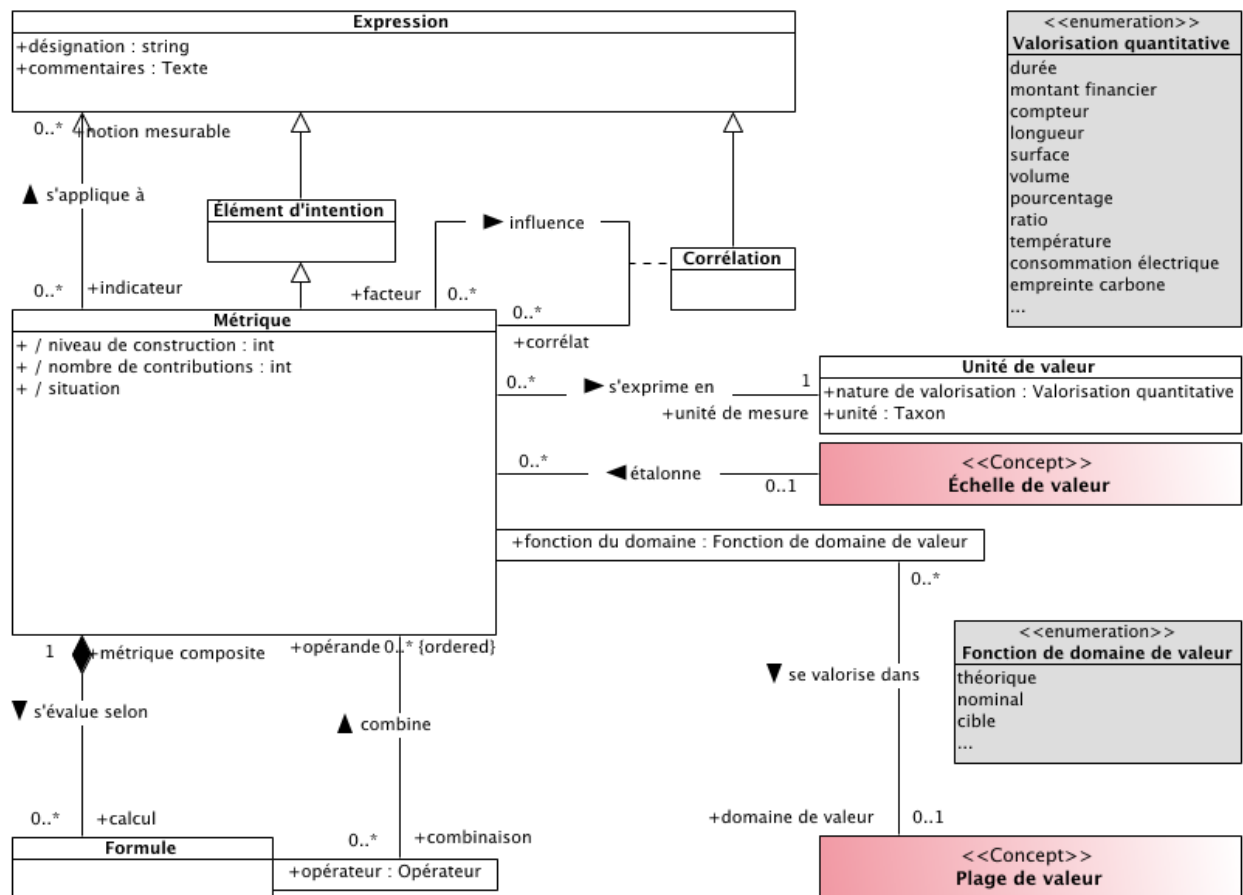 Expression
+désignation : string
+commentaires : Texte
<<enumeration>>
Valorisation quantitative
durée
montant financier
compteur
longueur
surface
volume
pourcentage
ratio
température
consommation électrique
empreinte carbone
...
0..* +notion mesurable
s'applique à
Élément d'intention
influence
Corrélation
0..* +indicateur
+facteur 0..*
0..*
+corrélat
Métrique
+ / niveau de construction : int
+ / nombre de contributions : int
+ / situation
0..* s'exprime en 1
+unité de mesure
Unité de valeur
+nature de valorisation : Valorisation quantitative
+unité : Taxon
0..* étalonne 0..1
<<Concept>>
Échelle de valeur
+fonction du domaine : Fonction de domaine de valeur
0..*
<<enumeration>>
Fonction de domaine de valeur
théorique
nominal
cible
...
1 +métrique composite
+opérande 0..* {ordered}
se valorise dans
s'évalue selon
combine
0..* +calcul
0..* +combinaison
+domaine de valeur 0..1
Formule
+opérateur : Opérateur
<<Concept>>
Plage de valeur